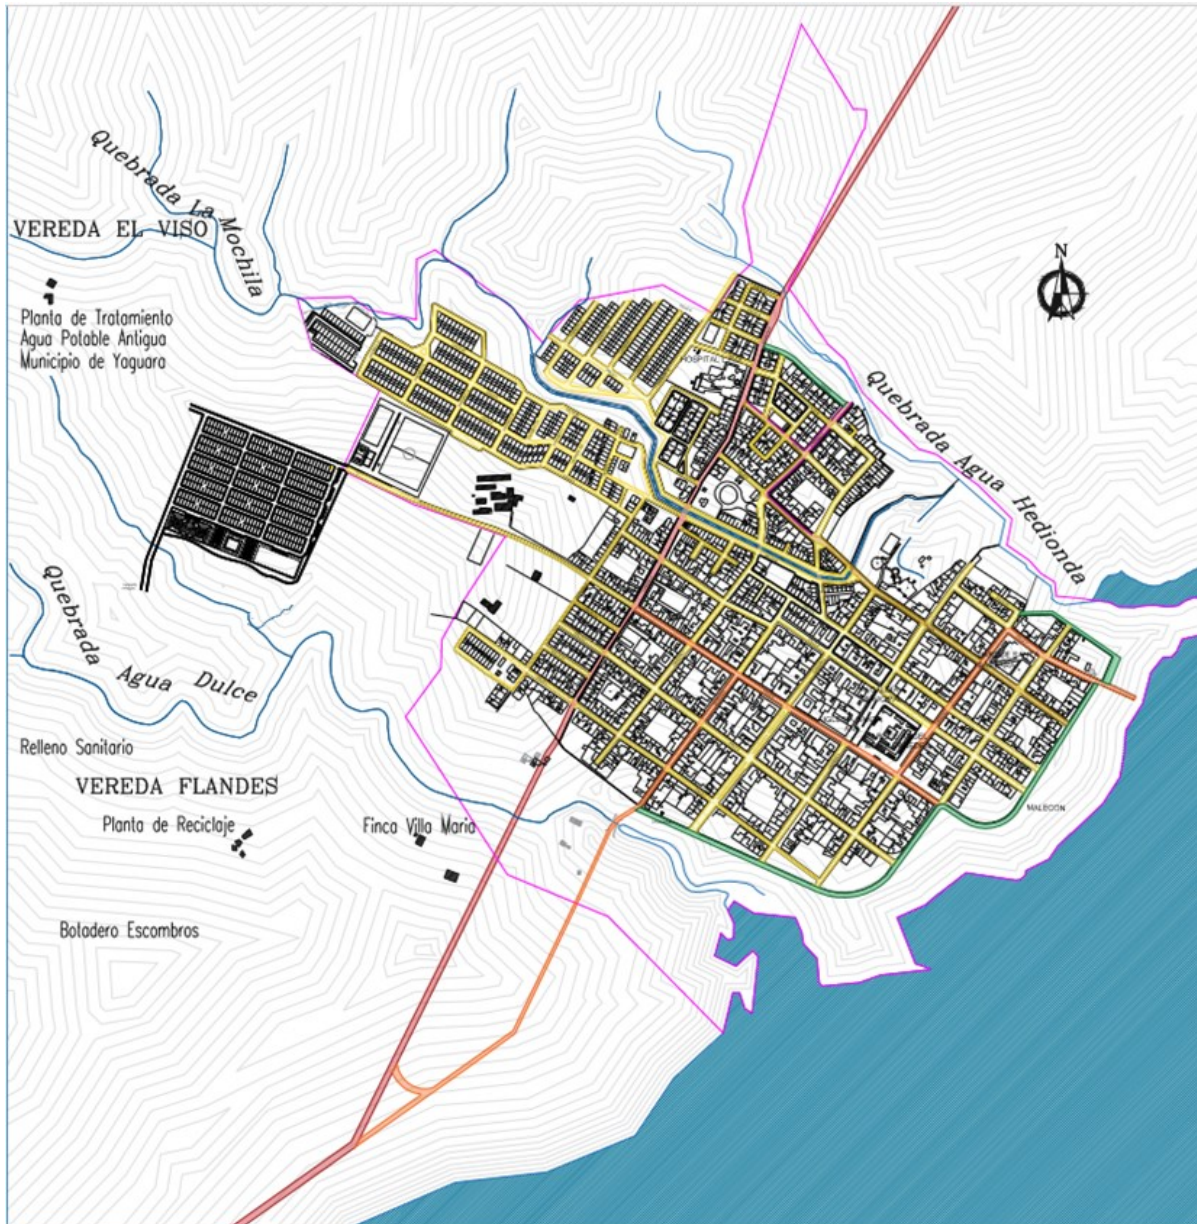 N
Quebrada La Mochila
VEREDA EL VISO
Planta de Tratamiento
Agua Potable Antigua
Municipio de Yaguara
HOSPITAL
Quebrada Agua Hedionda
Quebrada
Agua Dulce
Relleno Sanitario
VEREDA FLANDES
Planta de Reciclaje
Finca Villa Maria
MALECON
Botadero Escombros